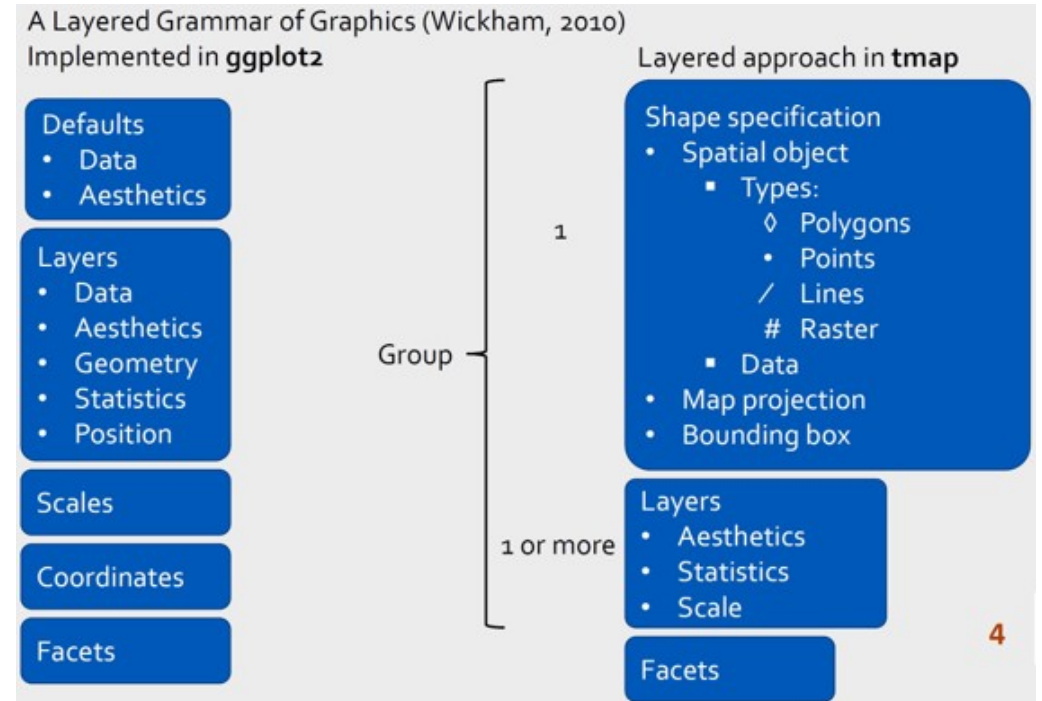 A Layered Grammar of Graphics (Wickham, 2010)
Implemented in ggplot2
Defaults
• Data
• Aesthetics
Layers
• Data
• Aesthetics
• Geometry
• Statistics
• Position
Scales
Coordinates
Facets
Group
1
1 or more
Layered approach in tmap
Shape specification
• Spatial object
▪ Types:
◊ Polygons
• Points
/ Lines
# Raster
▪ Data
• Map projection
• Bounding box
Layers
• Aesthetics
• Statistics
• Scale
Facets
4